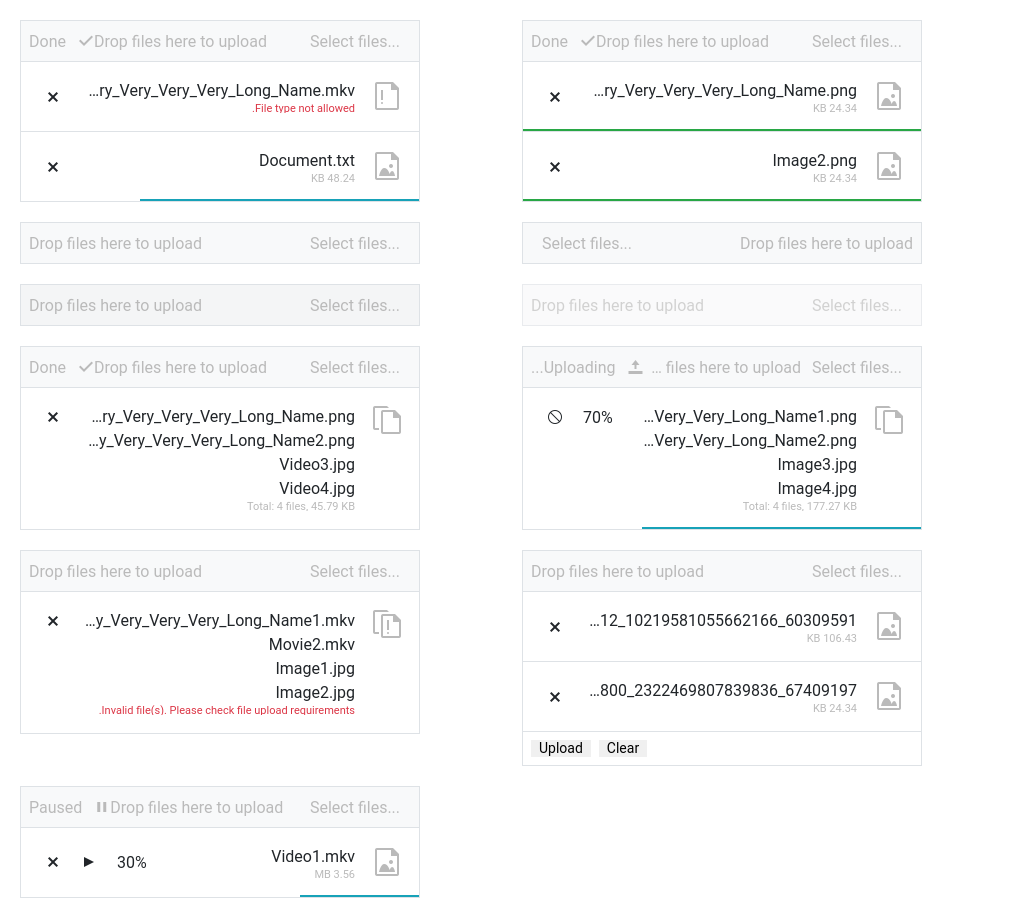 Done Drop files here to upload Select files...
...ry_Very_Very_Very_Long_Name.mkv
.File type not allowed
Document.txt
KB 48.24
Done Drop files here to upload Select files...
...ry_Very_Very_Very_Long_Name.png
KB 24.34
Image2.png
KB 24.34
Drop files here to upload Select files...
Select files... Drop files here to upload
Drop files here to upload Select files...
Drop files here to upload Select files...
Done Drop files here to upload Select files...
...ry_Very_Very_Very_Long_Name.png
...y_Very_Very_Very_Long_Name2.png
Video3.jpg
Video4.jpg
Total: 4 files, 45.79 KB
...Uploading ... files here to upload Select files...
70% ...Very_Very_Long_Name1.png
...Very_Very_Long_Name2.png
Image3.jpg
Image4.jpg
Total: 4 files, 177.27 KB
Drop files here to upload Select files...
...y_Very_Very_Very_Long_Name1.mkv
Movie2.mkv
Image1.jpg
Image2.jpg
.Invalid file(s). Please check file upload requirements
Drop files here to upload Select files...
...12_10219581055662166_60309591
KB 106.43
...800_2322469807839836_67409197
KB 24.34
Upload Clear
Paused Drop files here to upload Select files...
30% Video1.mkv
MB 3.56